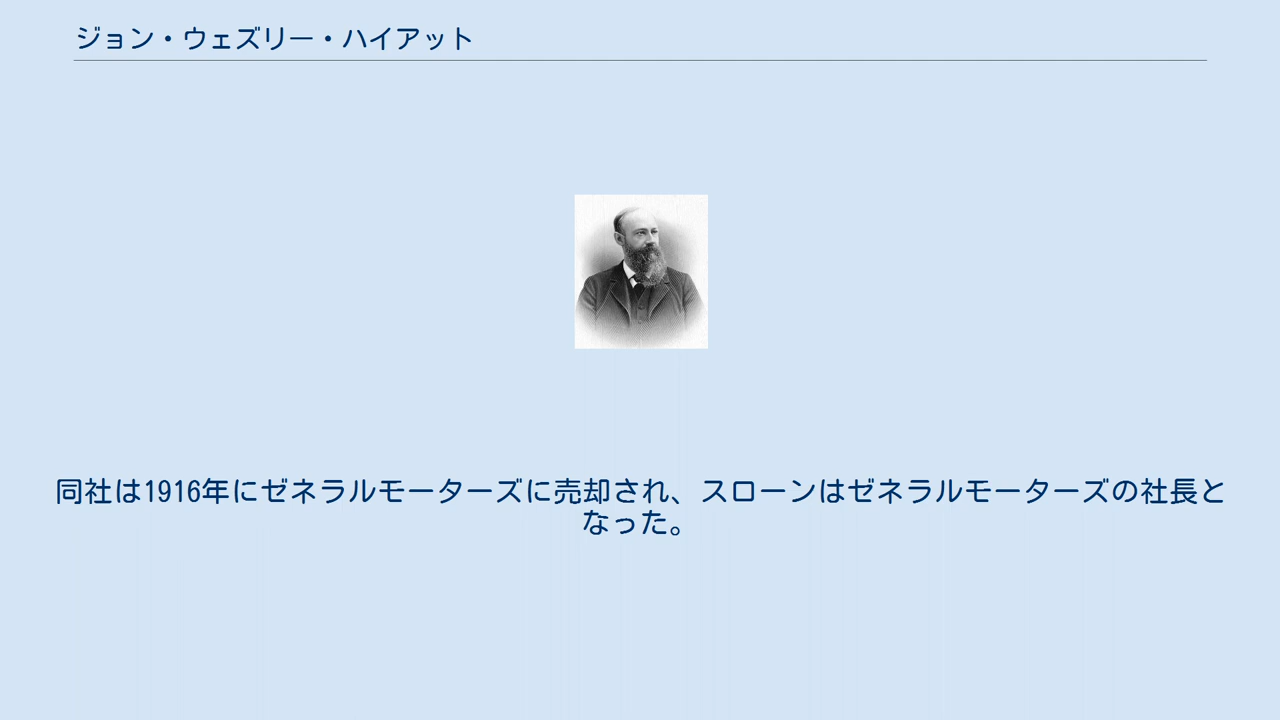 ジョン・ウェズリー・ハイアット
同社は1916年にゼネラルモーターズに売却され、スローンはゼネラルモーターズの社長と
なった。